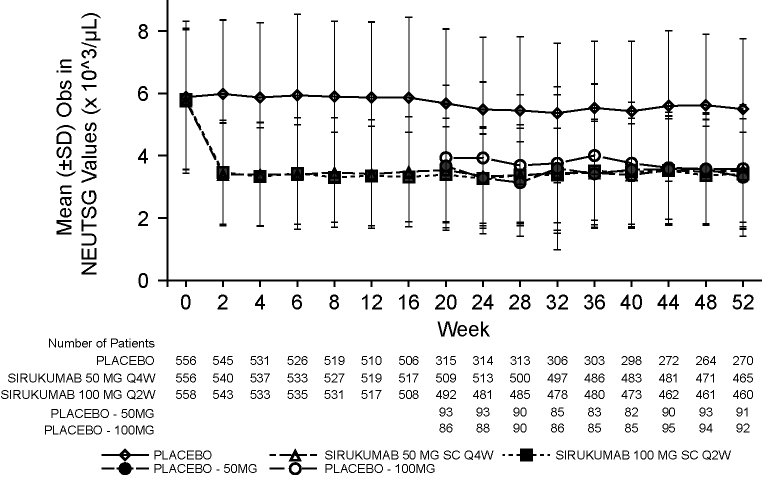 Mean (±SD) Obs in
NEUTSG Values (x 10^3/µL)
8
6
4
2
0
0 2 4 6 8 12 16 20 24 28 32 36 40 44 48 52
Week
Number of Patients
PLACEBO 556 545 531 526 519 510 506 315 314 313 306 303 298 272 264 270
SIRUKUMAB 50 MG Q4W 556 540 537 533 527 519 517 509 513 500 497 486 483 481 471 465
SIRUKUMAB 100 MG Q2W 558 543 533 535 531 517 508 492 481 485 478 480 473 462 461 460
PLACEBO - 50MG 93 93 90 85 83 82 90 93 91
PLACEBO - 100MG 86 88 90 86 85 85 95 94 92
PLACEBO SIRUKUMAB 50 MG SC Q4W SIRUKUMAB 100 MG SC Q2W
PLACEBO - 50MG PLACEBO - 100MG